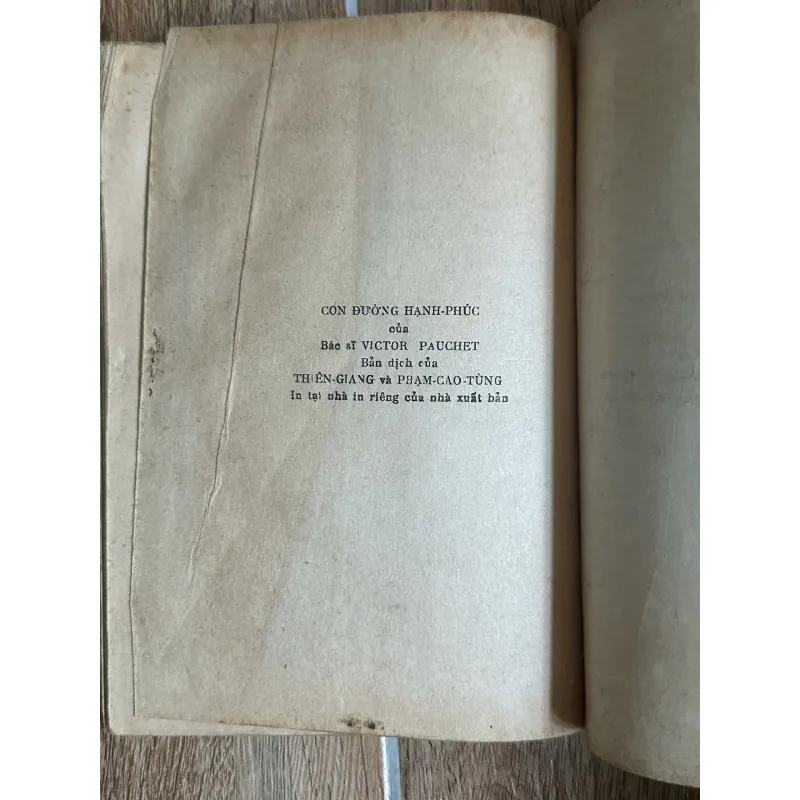 CON ĐƯỜNG HẠNH-PHÚC
của
Bác sĩ VICTOR PAUCHET
Bản dịch của
THIÊN-GIANG và PHẠM-CAO-TÙNG
In tại nhà in riêng của nhà xuất bản